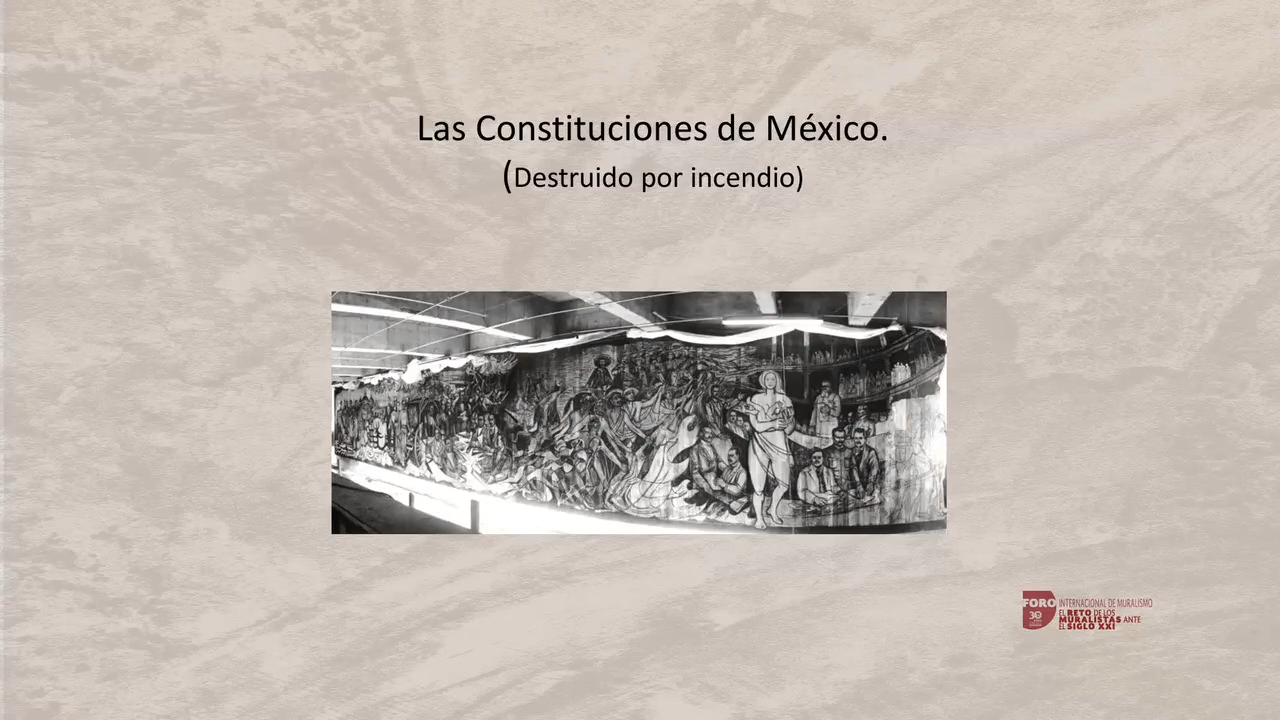 Las Constituciones de México.
(Destruido por incendio)
FORO
30
INTERNACIONAL DE MURALISMO
EL RETO DE LOS
MURALISTAS ANTE
EL SIGLO XXI